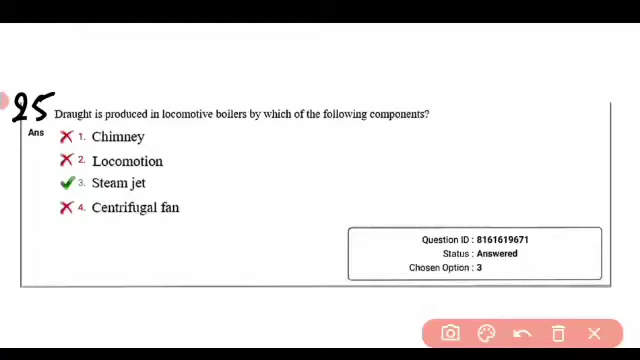 25
Draught is produced in locomotive boilers by which of the following components?
Ans
1. Chimney
2. Locomotion
3. Steam jet
4. Centrifugal fan
Question ID : 8161619671
Status : Answered
Chosen Option : 3